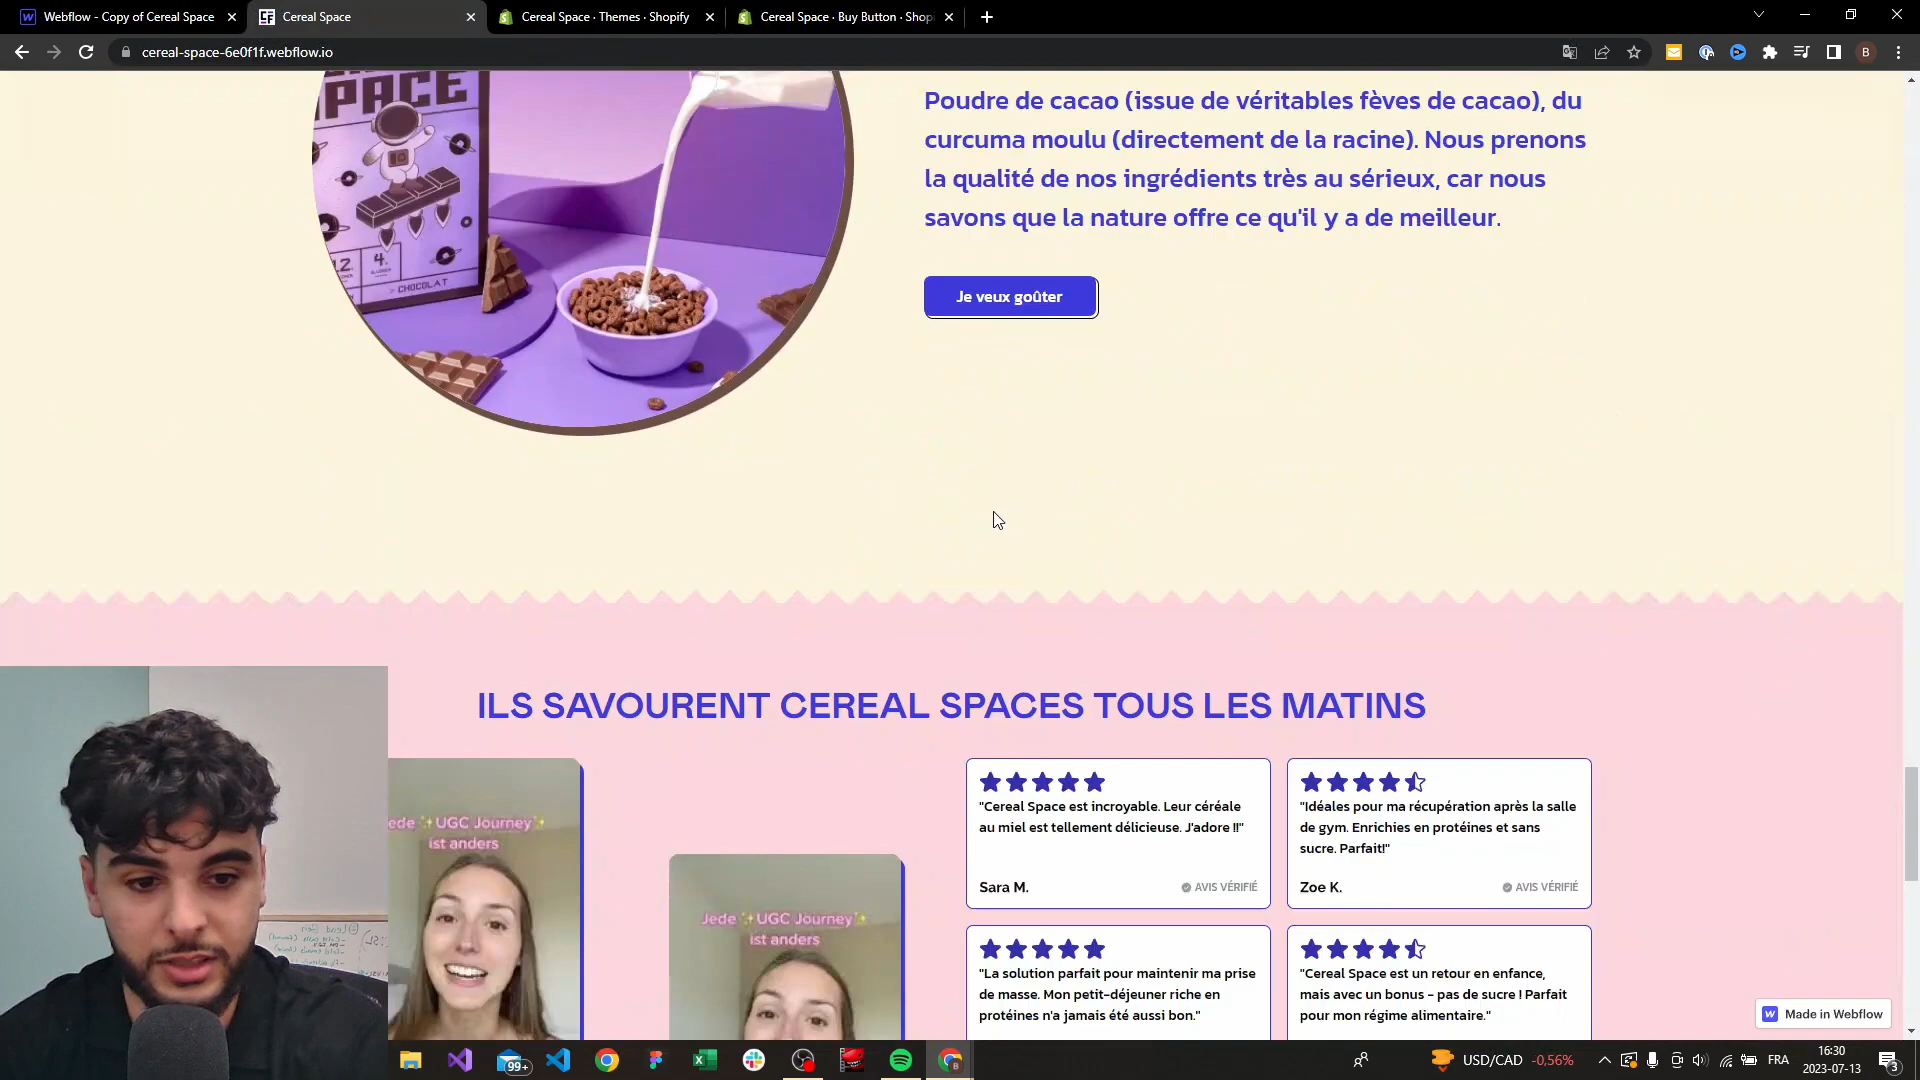 Webflow - Copy of Cereal Space
Cereal Space
Cereal Space · Themes · Shopify
Cereal Space · Buy Button · Shopi
cereal-space-6e0f1f.webflow.io
B
SPACE
12
4.
CHOCOLAT
Poudre de cacao (issue de véritables fèves de cacao), du
curcuma moulu (directement de la racine). Nous prenons
la qualité de nos ingrédients très au sérieux, car nous
savons que la nature offre ce qu'il y a de meilleur.
Je veux goûter
ILS SAVOURENT CEREAL SPACES TOUS LES MATINS
ede ✨UGC Journey✨
ist anders
Jede ✨UGC Journey✨
ist anders
"Cereal Space est incroyable. Leur céréale
au miel est tellement délicieuse. J'adore !!"
Sara M.
AVIS VÉRIFIÉ
"Idéales pour ma récupération après la salle
de gym. Enrichies en protéines et sans
sucre. Parfait!"
Zoe K.
AVIS VÉRIFIÉ
"La solution parfait pour maintenir ma prise
de masse. Mon petit-déjeuner riche en
protéines n'a jamais été aussi bon."
"Cereal Space est un retour en enfance,
mais avec un bonus - pas de sucre ! Parfait
pour mon régime alimentaire."
Made in Webflow
99+
USD/CAD -0,56%
FRA
16:30
2023-07-13
3